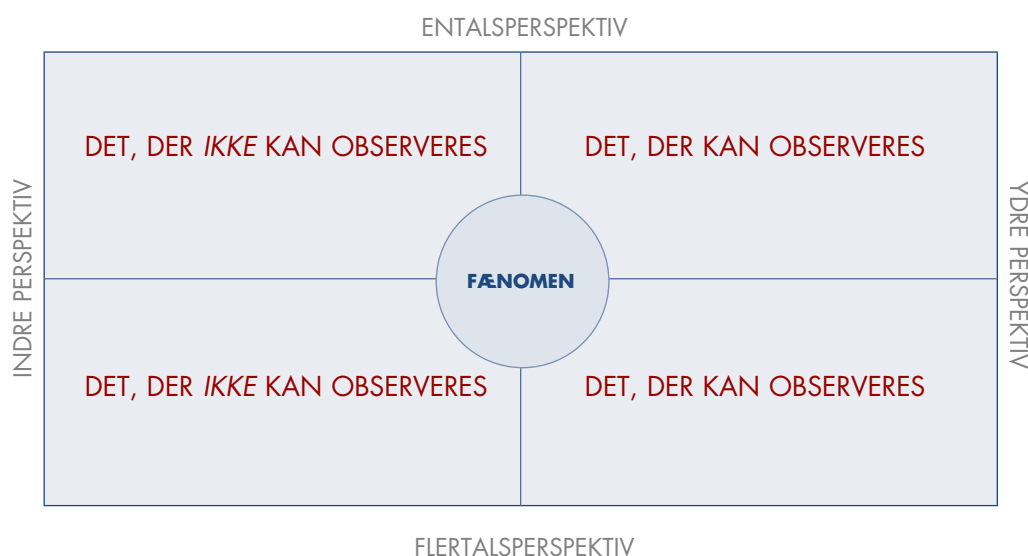 ENTALSPERSPEKTIV
DET, DER IKKE KAN OBSERVERES
DET, DER KAN OBSERVERES
INDRE PERSPEKTIV
YDRE PERSPEKTIV
FÆNOMEN
DET, DER IKKE KAN OBSERVERES
DET, DER KAN OBSERVERES
FLERTALSPERSPEKTIV